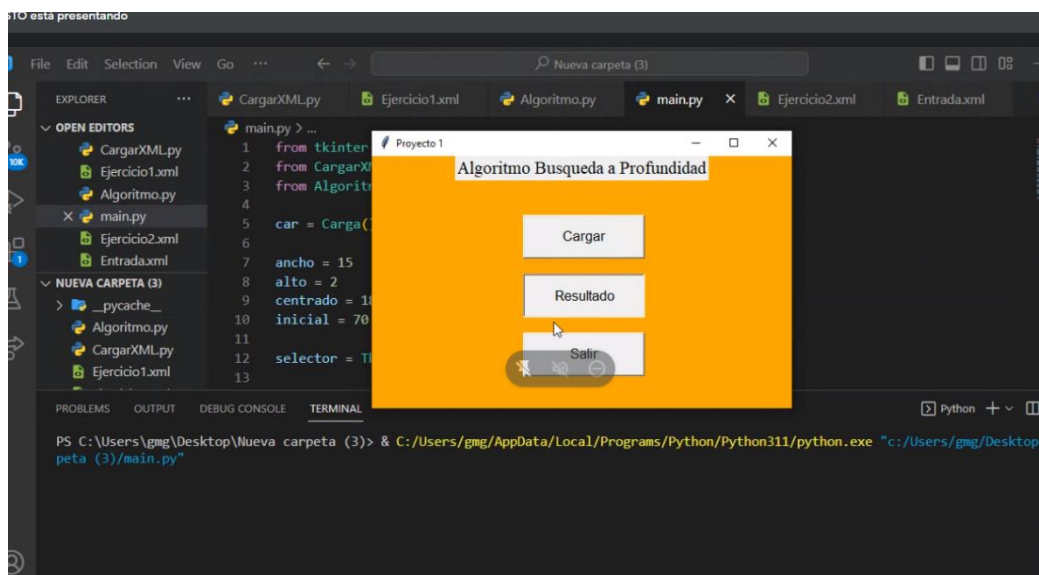 está presentando
File Edit Selection View Go ··· Nueva carpeta (3)
EXPLORER ···
CargarXML.py Ejercicio1.xml Algoritmo.py main.py × Ejercicio2.xml Entrada.xml
OPEN EDITORS
CargarXML.py
Ejercicio1.xml
Algoritmo.py
× main.py
Ejercicio2.xml
Entrada.xml
NUEVA CARPETA (3)
> __pycache__
Algoritmo.py
CargarXML.py
Ejercicio1.xml
10K
1
main.py > ...
1 from tkinter
2 from
3 from
4
5 car = Carga(
6
7 ancho = 15
8 alto = 2
9 centrado =
10 inicial = 70
11
12 selector =
13
Proyecto 1
Algoritmo Busqueda a Profundidad
Cargar
Resultado
Salir
PROBLEMS OUTPUT DEBUG CONSOLE TERMINAL Python
PS C:\Users\gmg\Desktop\Nueva carpeta (3)> & C:/Users/gmg/AppData/Local/Programs/Python/Python311/python.exe "c:/Users/gmg/Desktop
peta (3)/main.py"